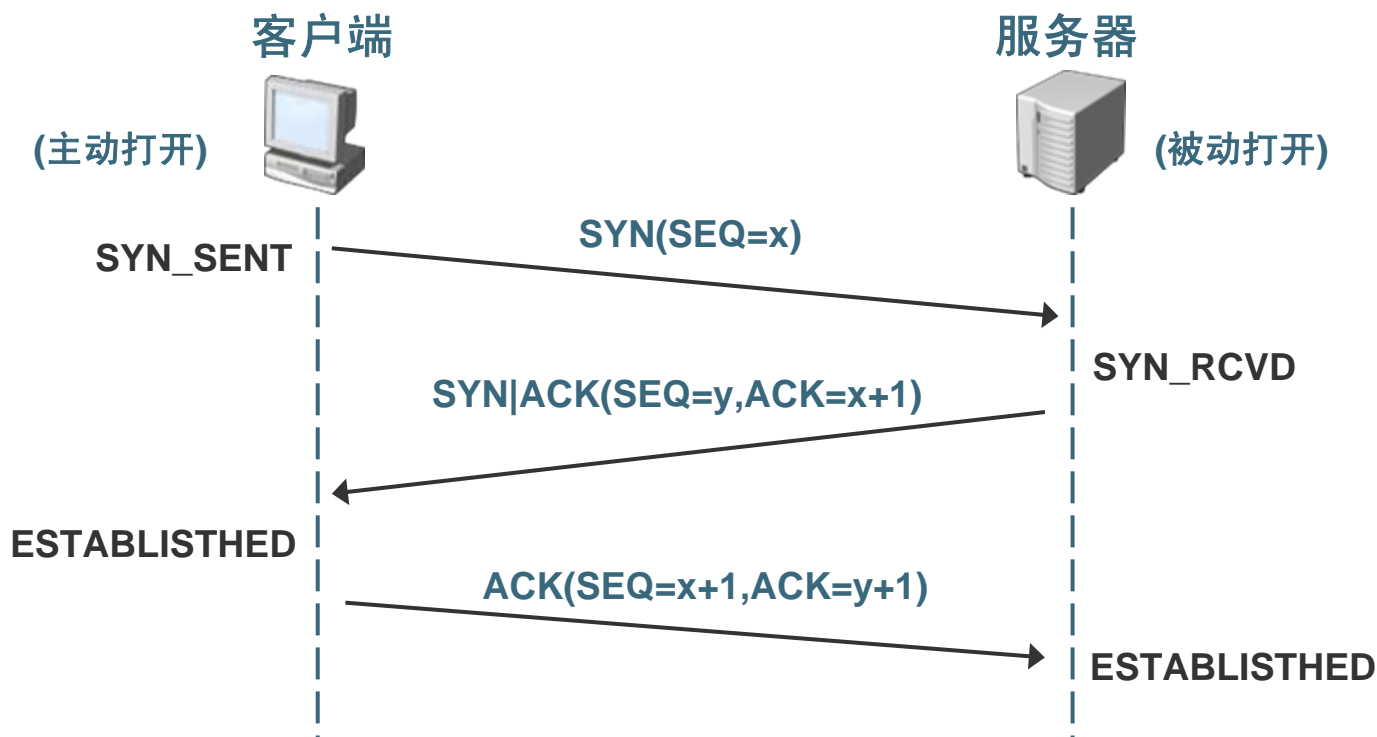 客户端
服务器
(主动打开)
(被动打开)
SYN(SEQ=x)
SYN_SENT
SYN_RCVD
SYN|ACK(SEQ=y,ACK=x+1)
ESTABLISTHED
ACK(SEQ=x+1,ACK=y+1)
ESTABLISTHED